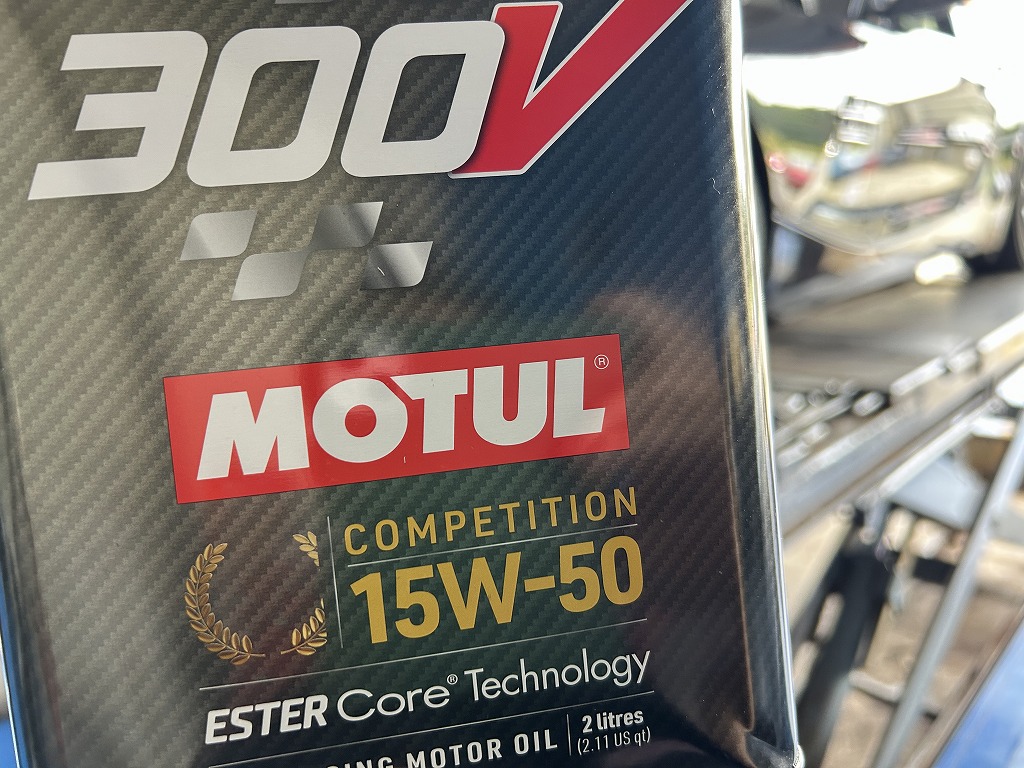 300V
MOTUL®
COMPETITION
15W-50
ESTER Core® Technology
MOTOR OIL
2 litres
(2.11 US qt)